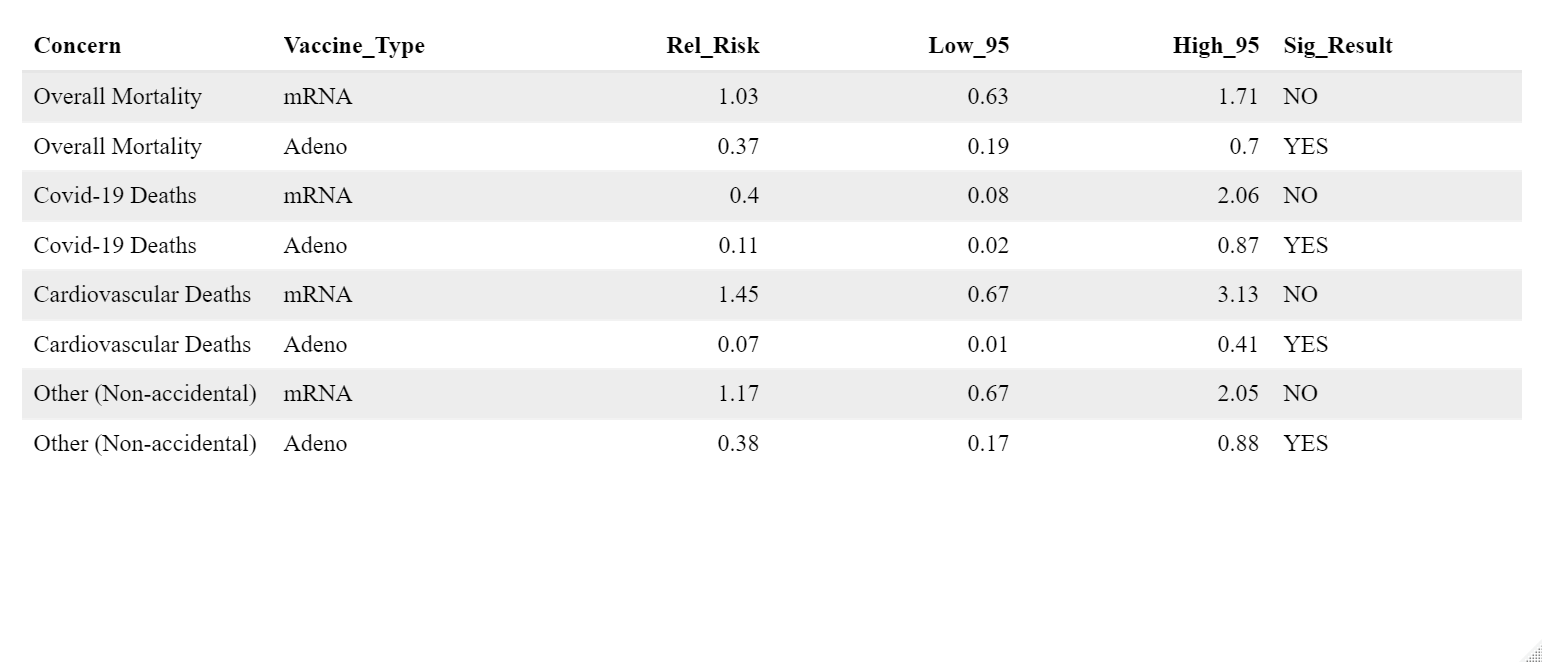 Concern Vaccine_Type Rel_Risk Low_95 High_95 Sig_Result
Overall Mortality mRNA 1.03 0.63 1.71 NO
Overall Mortality Adeno 0.37 0.19 0.7 YES
Covid-19 Deaths mRNA 0.4 0.08 2.06 NO
Covid-19 Deaths Adeno 0.11 0.02 0.87 YES
Cardiovascular Deaths mRNA 1.45 0.67 3.13 NO
Cardiovascular Deaths Adeno 0.07 0.01 0.41 YES
Other (Non-accidental) mRNA 1.17 0.67 2.05 NO
Other (Non-accidental) Adeno 0.38 0.17 0.88 YES